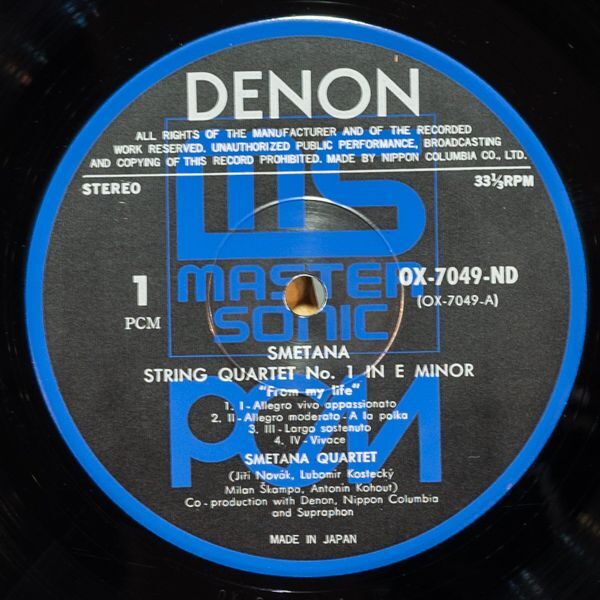 DENON
ALL RIGHTS OF THE MANUFACTURER AND OF THE RECORDED
WORK RESERVED. UNAUTHORIZED PUBLIC PERFORMANCE, BROADCASTING
AND COPYING OF THIS RECORD PROHIBITED. MADE BY NIPPON COLUMBIA CO., LTD.
STEREO 33⅓RPM
MS
MASTER
SONIC
1 OX-7049-ND
PCM (OX-7049-A)
SMETANA
STRING QUARTET No. 1 IN E MINOR
"From my life"
1. I - Allegro vivo appassionato
2. II - Allegro moderato - A la polka
3. III - Largo sostenuto
4. IV - Vivace
PCM
SMETANA QUARTET
(Jiří Novák, Lubomir Kostecký
Milan Škampa, Antonin Kohout)
Co - production with Denon, Nippon Columbia
and Supraphon
MADE IN JAPAN